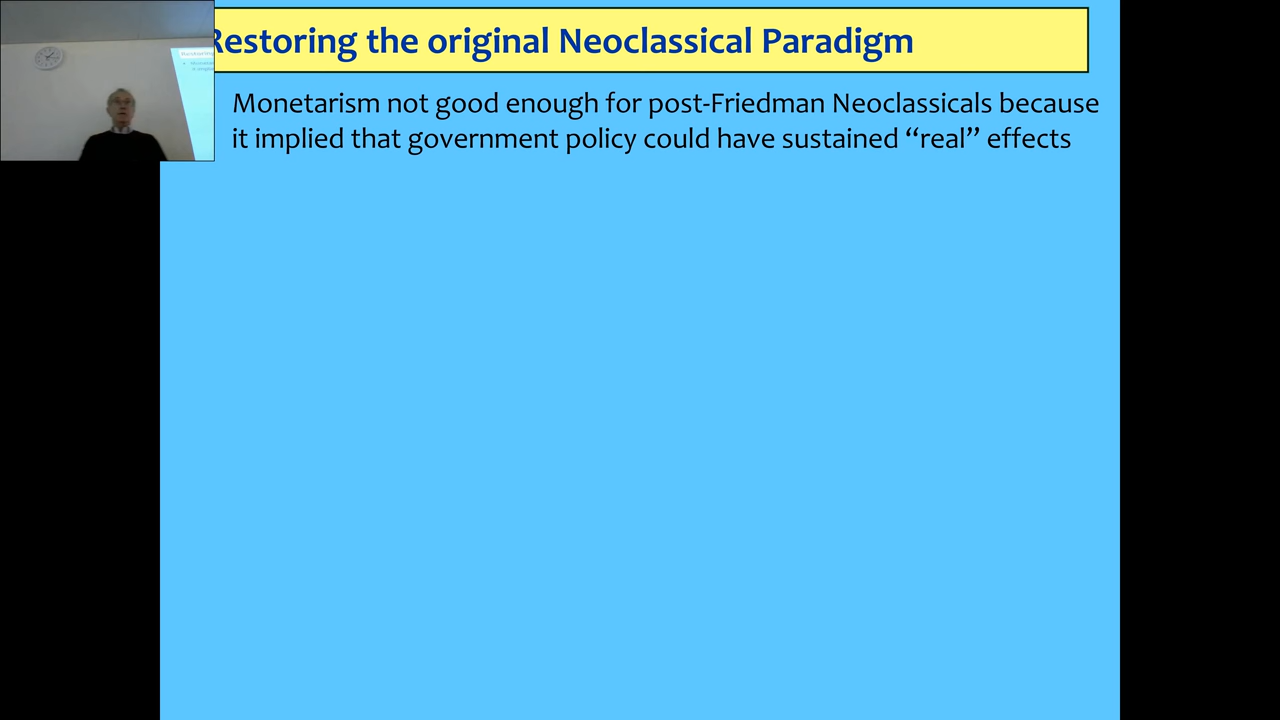 Restoring the original Neoclassical Paradigm
Monetarism not good enough for post-Friedman Neoclassicals because
it implied that government policy could have sustained “real” effects